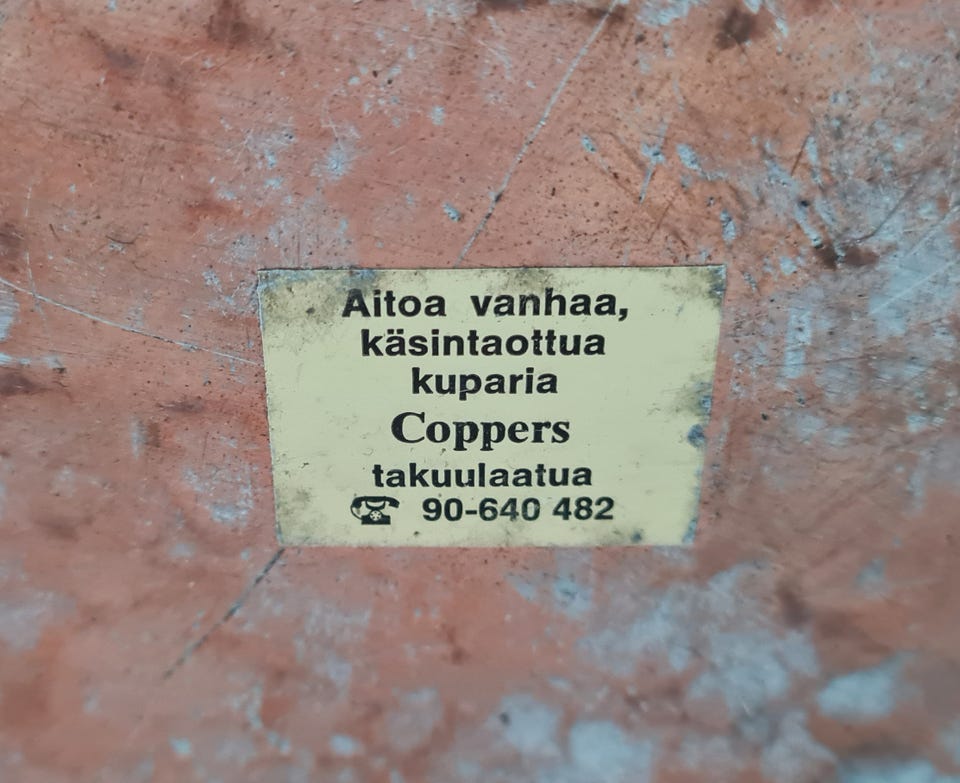 Aitoa vanhaa,
käsintaottua
kuparia
Coppers
takuulaatua
☎ 90-640 482